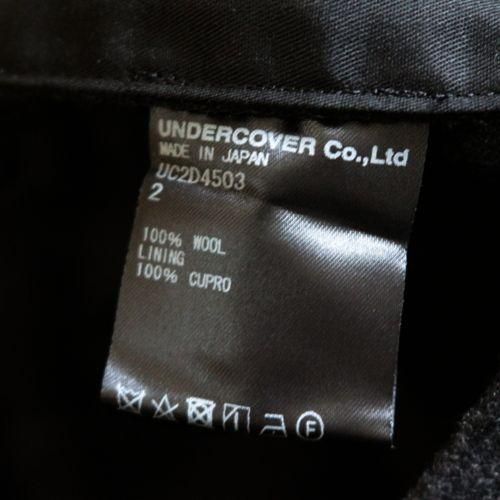 UNDERCOVER Co.,Ltd
MADE IN JAPAN
UC2D4503
2
100% WOOL
LINING
100% CUPRO
F